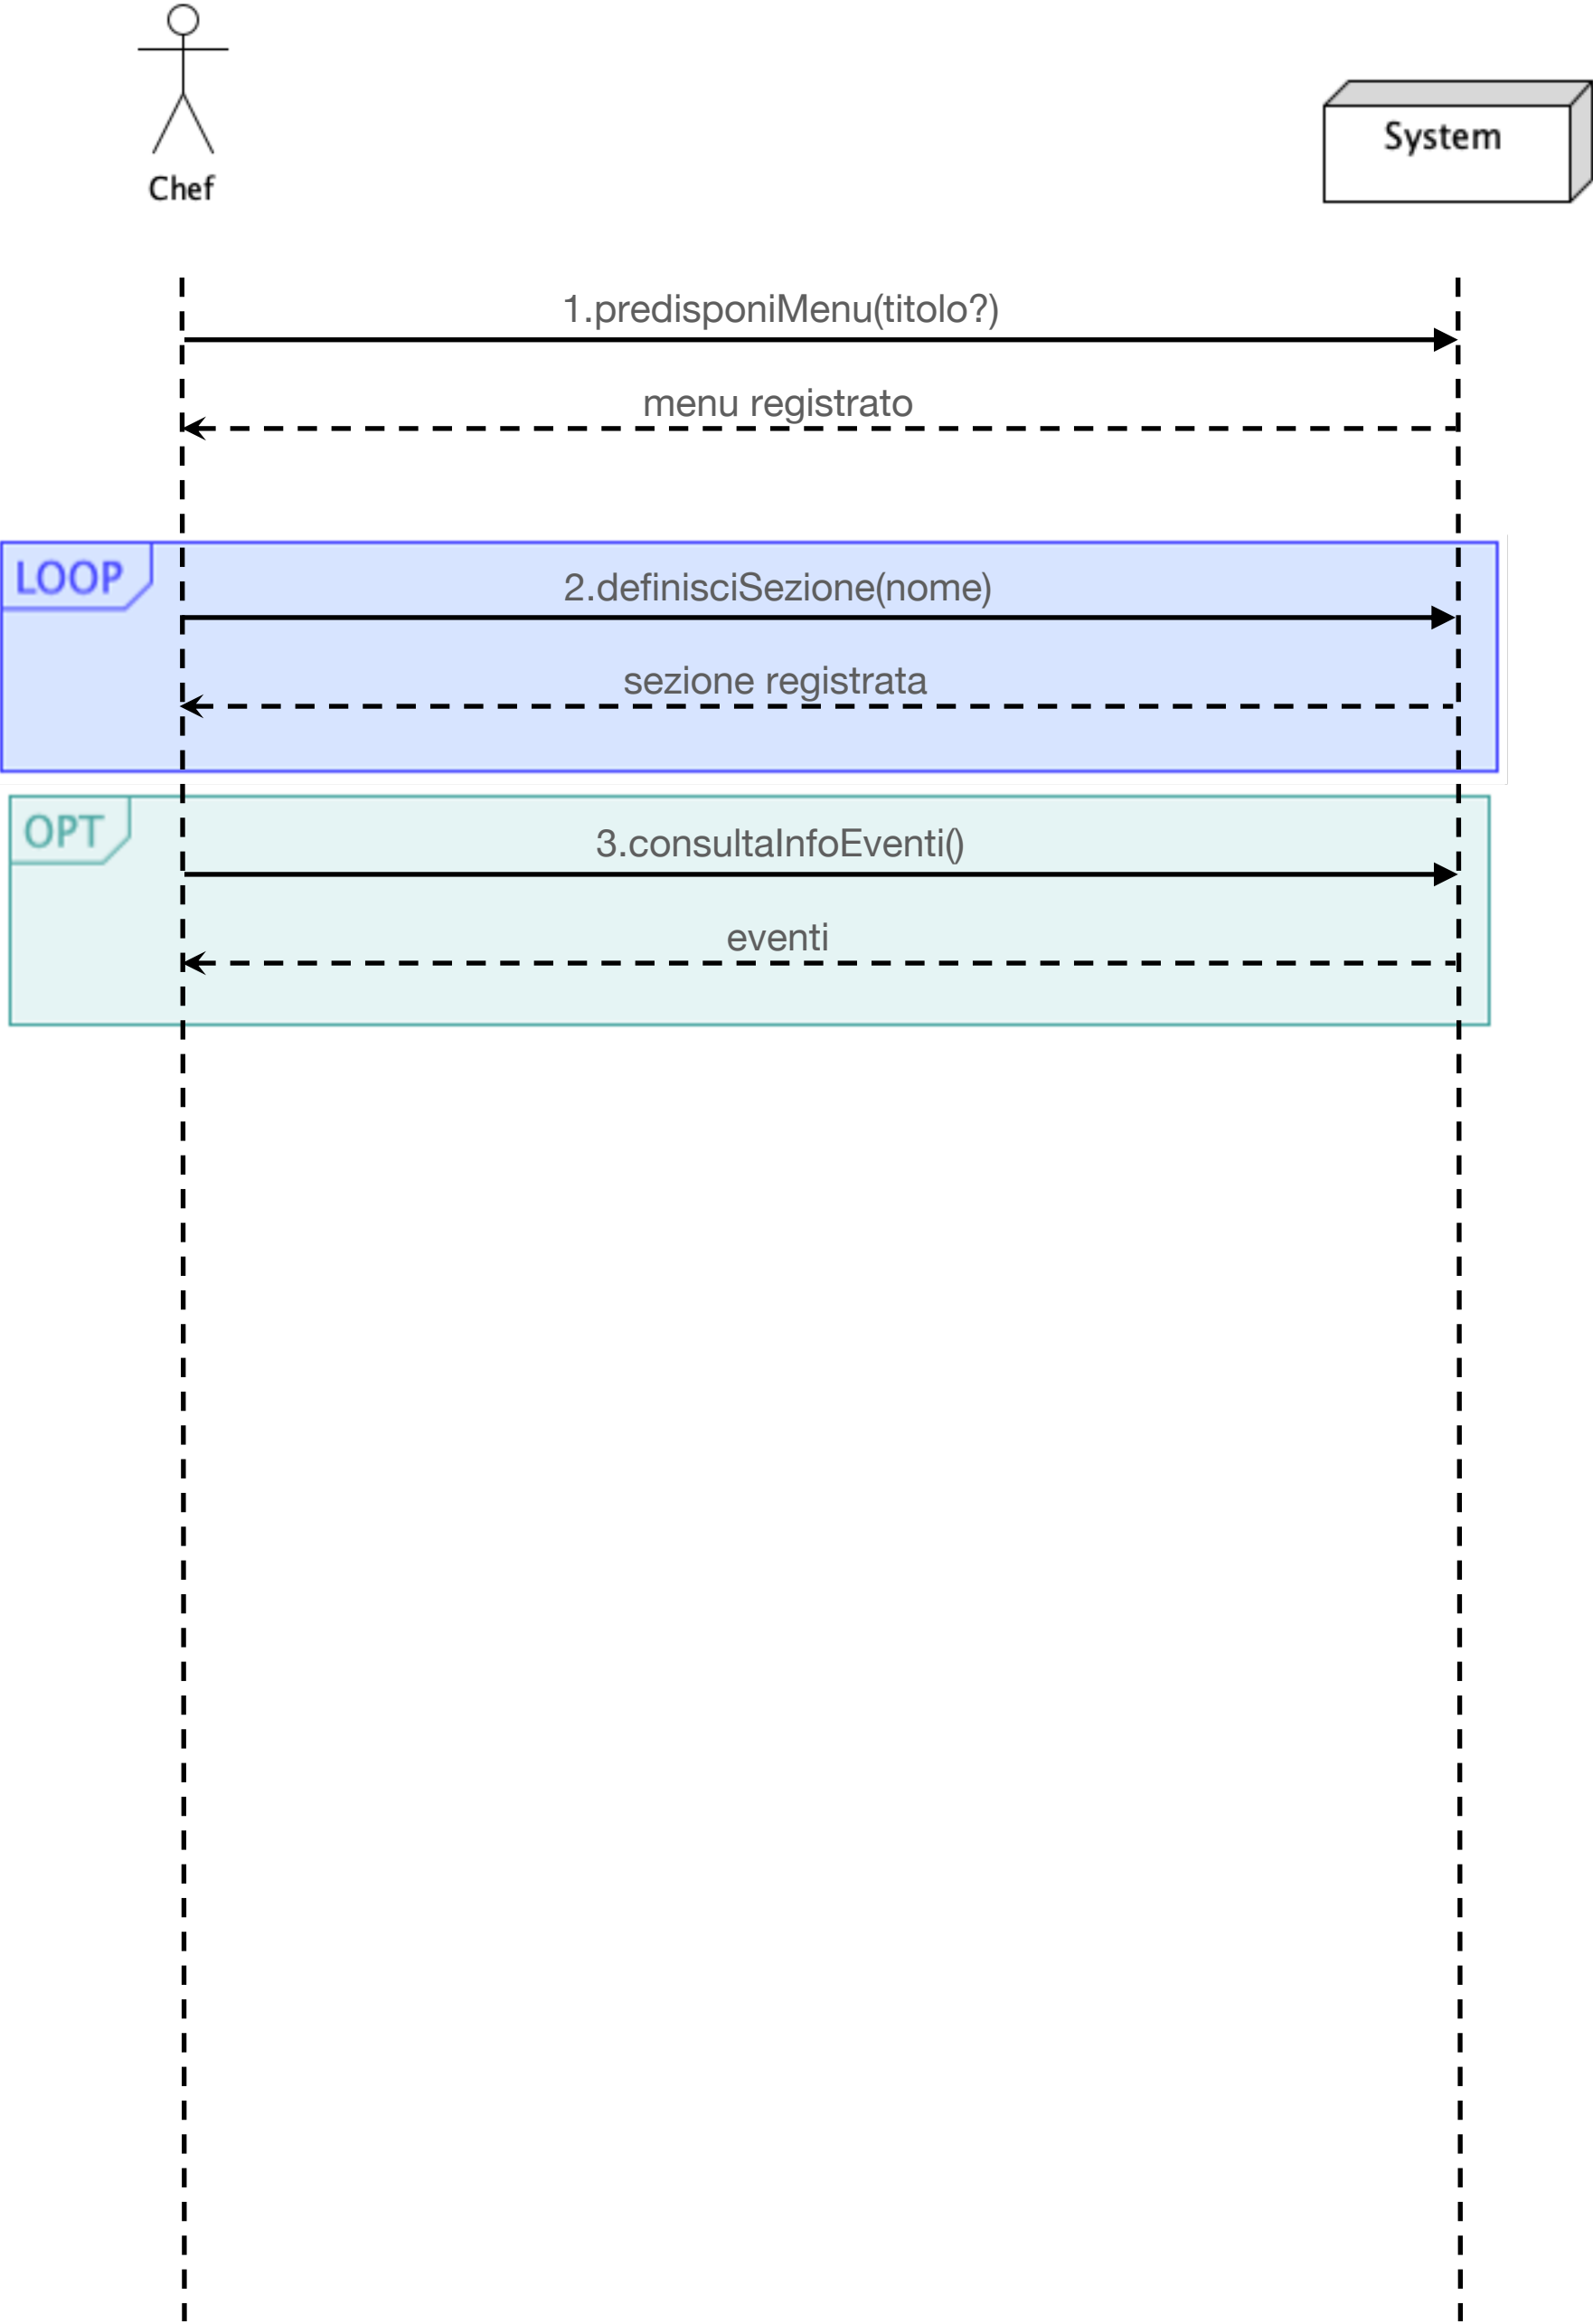 Chef
System
1.predisponiMenu(titolo?)
menu registrato
LOOP
2.definisciSezione(nome)
sezione registrata
OPT
3.consultaInfoEventi()
eventi